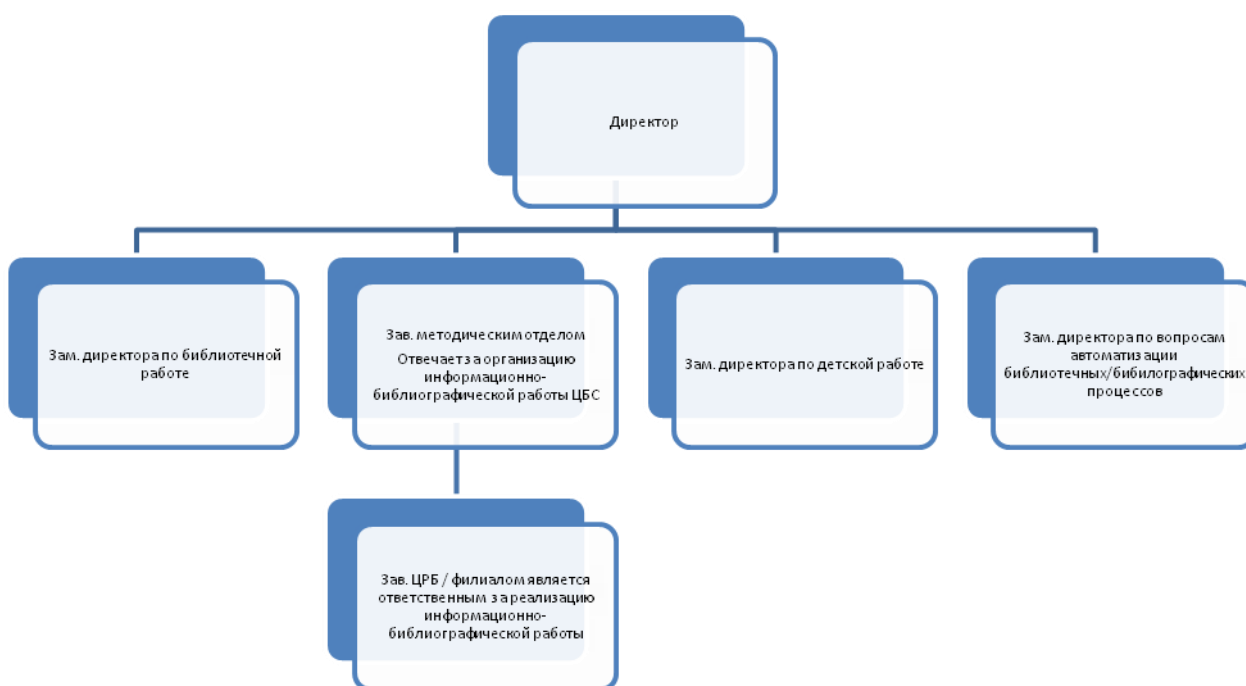 Директор
Зам. директора по библиотечной
работе
Зав. методическим отделом
Отвечает за организацию
информационно-
библиографической работы ЦБС
Зам. директора по детской работе
Зам. директора по вопросам
автоматизации
библиотечных/бибилографических
процессов
Зав. ЦРБ / филиалом является
ответственным за реализацию
информационно-
библиографической работы